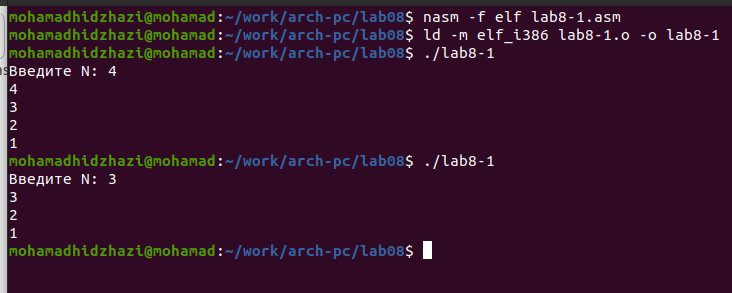 mohamadhidzhazi@mohamad:~/work/arch-pc/lab08$ nasm -f elf lab8-1.asm
mohamadhidzhazi@mohamad:~/work/arch-pc/lab08$ ld -m elf_i386 lab8-1.o -o lab8-1
mohamadhidzhazi@mohamad:~/work/arch-pc/lab08$ ./lab8-1
Введите N: 4
4
3
2
1
mohamadhidzhazi@mohamad:~/work/arch-pc/lab08$ ./lab8-1
Введите N: 3
3
2
1
mohamadhidzhazi@mohamad:~/work/arch-pc/lab08$